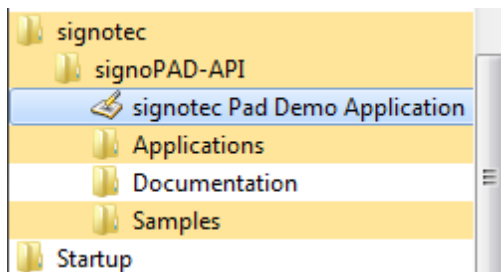 signotec
signoPAD-API
signotec Pad Demo Application
Applications
Documentation
Samples
Startup